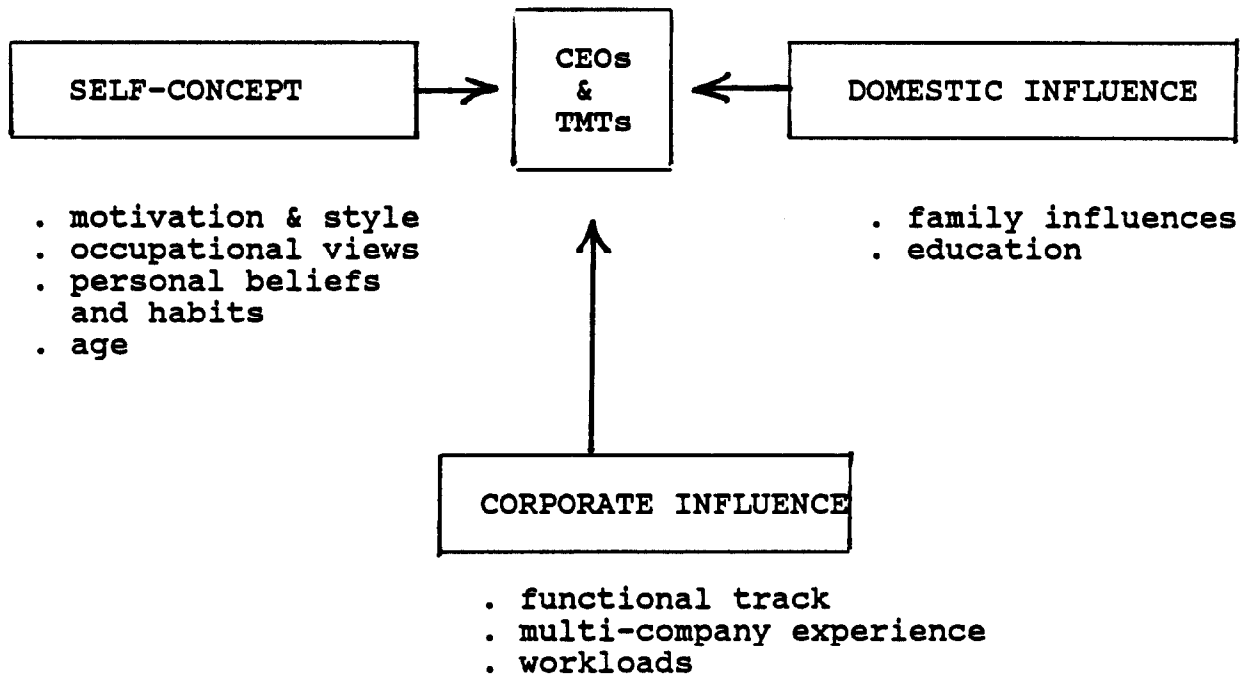 SELF-CONCEPT
CEOs
&
TMTs
DOMESTIC INFLUENCE
. motivation & style
. occupational views
. personal beliefs
and habits
. age
. family influences
. education
CORPORATE INFLUENCE
. functional track
. multi-company experience
. workloads